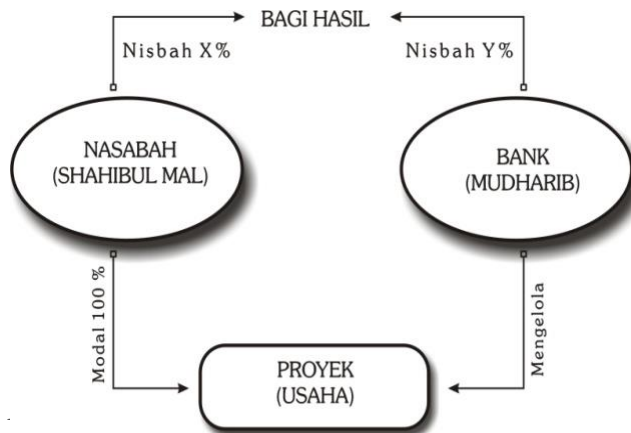 BAGI HASIL
Nisbah X%
Nisbah Y%
NASABAH
(SHAHIBUL MAL)
BANK
(MUDHARIB)
Modal 100 %
Mengelola
PROYEK
(USAHA)